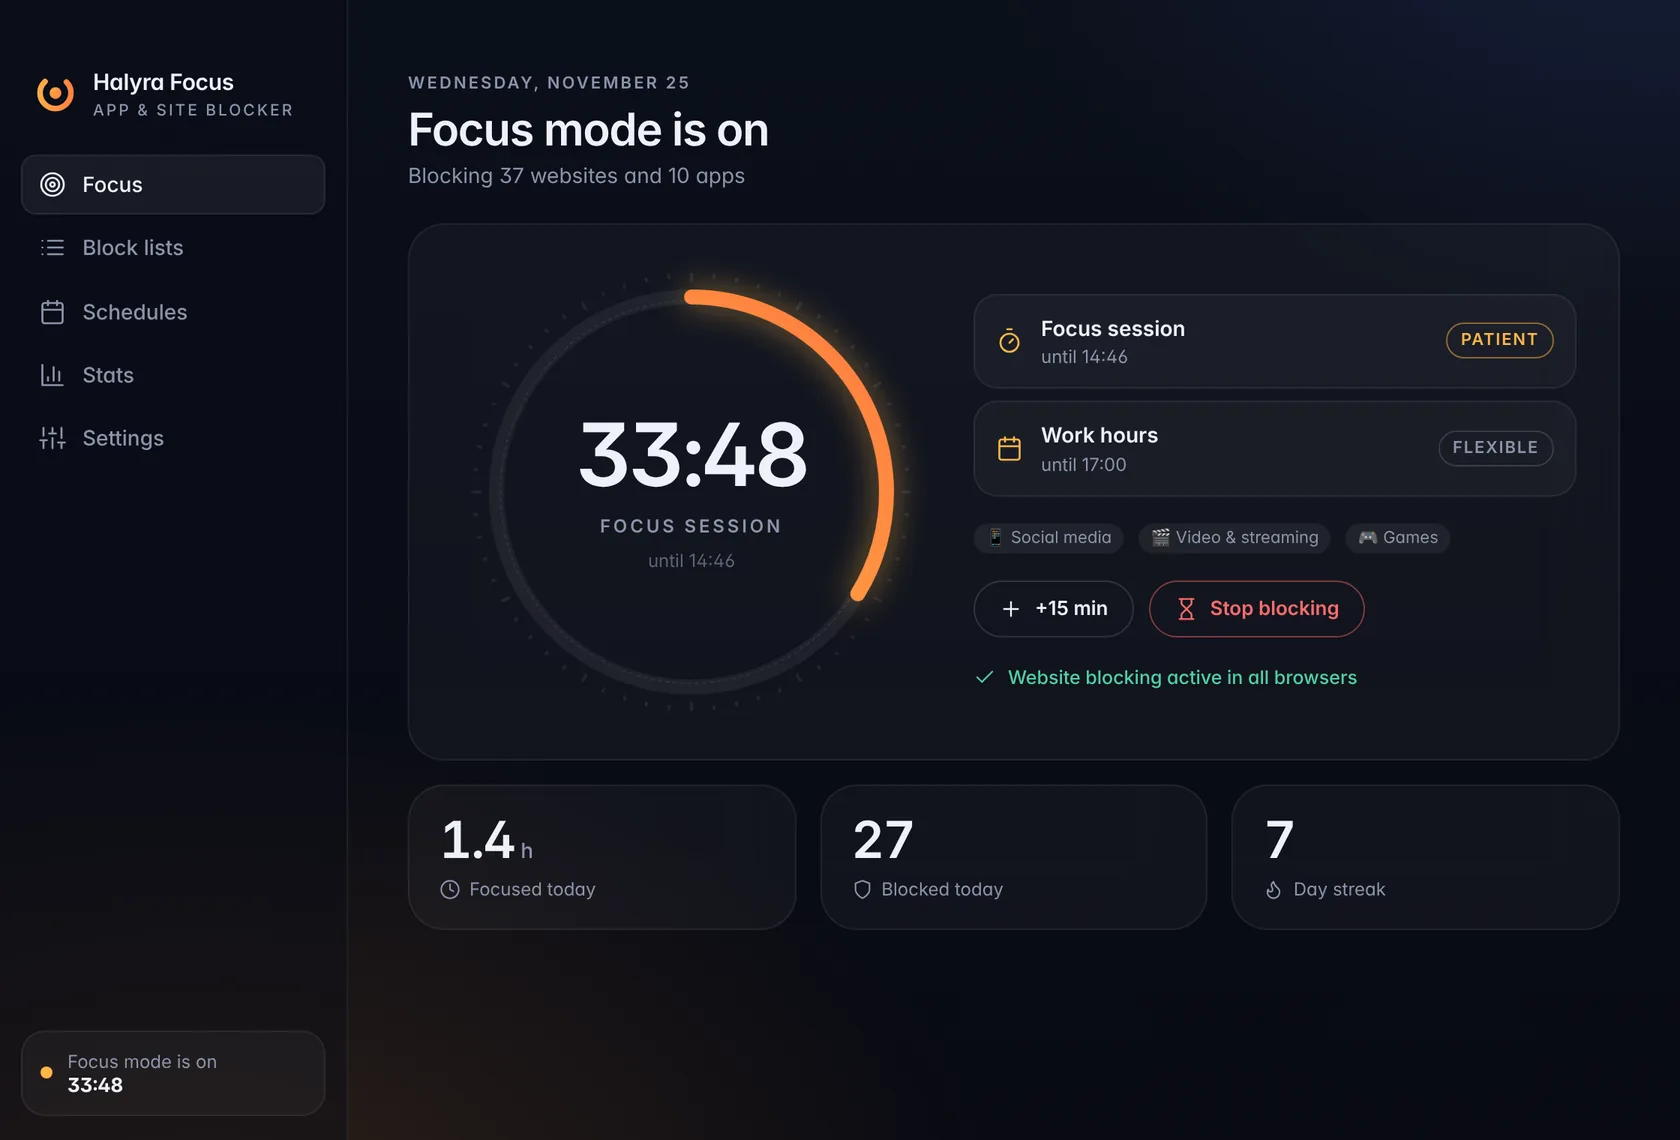 Halyra Focus
APP & SITE BLOCKER
Focus
Block lists
Schedules
Stats
Settings
Focus mode is on
33:48
WEDNESDAY, NOVEMBER 25
Focus mode is on
Blocking 37 websites and 10 apps
33:48
FOCUS SESSION
until 14:46
Focus session
until 14:46
PATIENT
Work hours
until 17:00
FLEXIBLE
Social media
Video & streaming
Games
+15 min
Stop blocking
Website blocking active in all browsers
1.4 h
Focused today
27
Blocked today
7
Day streak